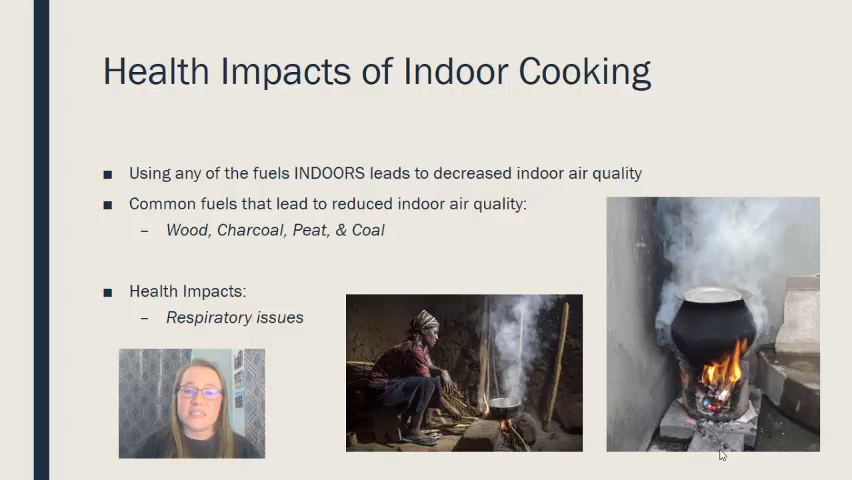 Health Impacts of Indoor Cooking
Using any of the fuels INDOORS leads to decreased indoor air quality
Common fuels that lead to reduced indoor air quality:
– Wood, Charcoal, Peat, & Coal
Health Impacts:
– Respiratory issues